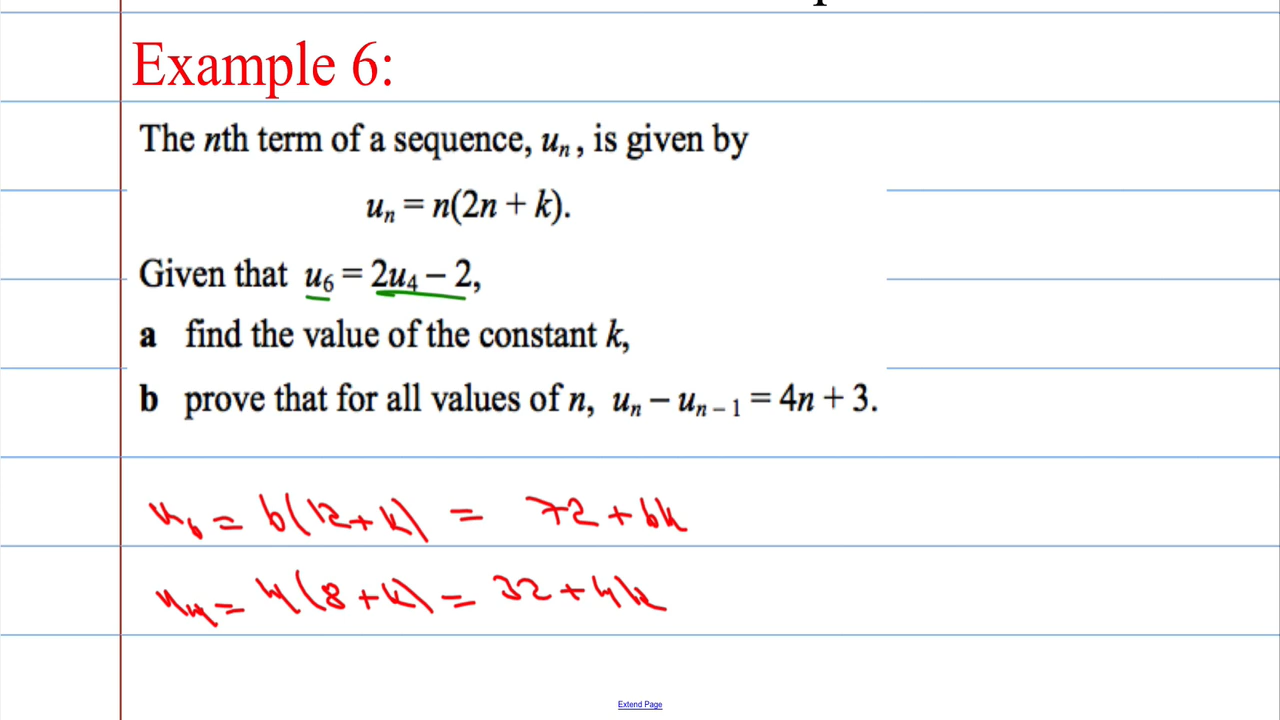 Example 6:
The nth term of a sequence, uₙ, is given by
uₙ = n(2n + k).
Given that u₆ = 2u₄ – 2,
a find the value of the constant k,
b prove that for all values of n, uₙ – uₙ₋₁ = 4n + 3.
u₆ = 6(12+k) = 72+6k
u₄ = 4(8+k) = 32+4k
Extend Page